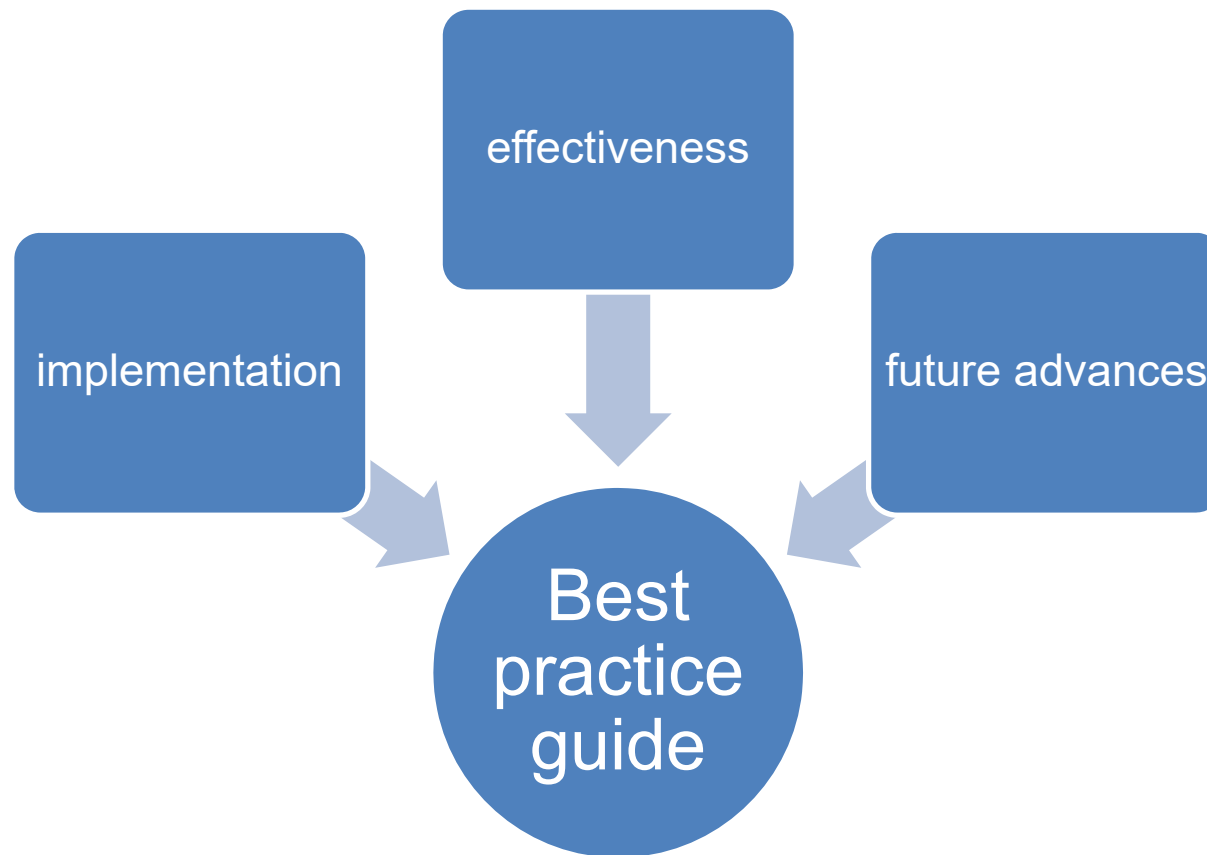 effectiveness
implementation
future advances
Best
practice
guide